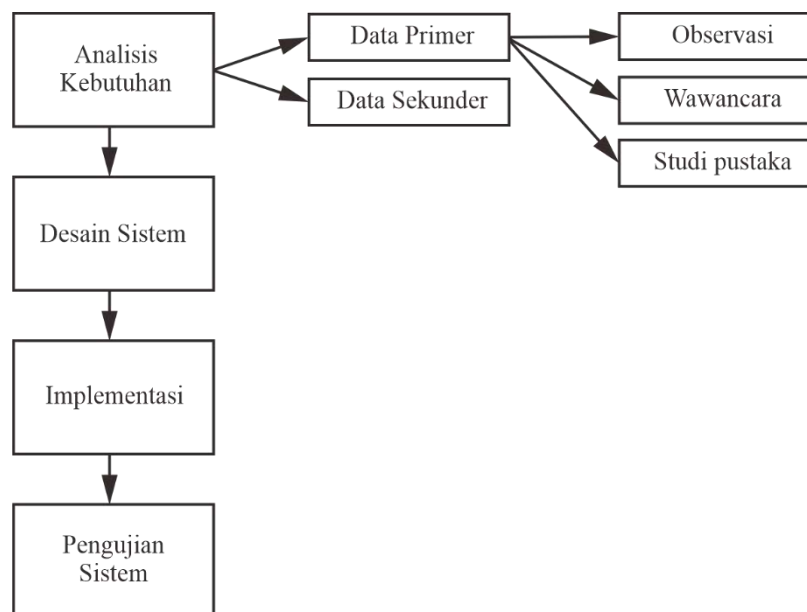 Analisis
Kebutuhan
Data Primer
Data Sekunder
Observasi
Wawancara
Studi pustaka
Desain Sistem
Implementasi
Pengujian
Sistem